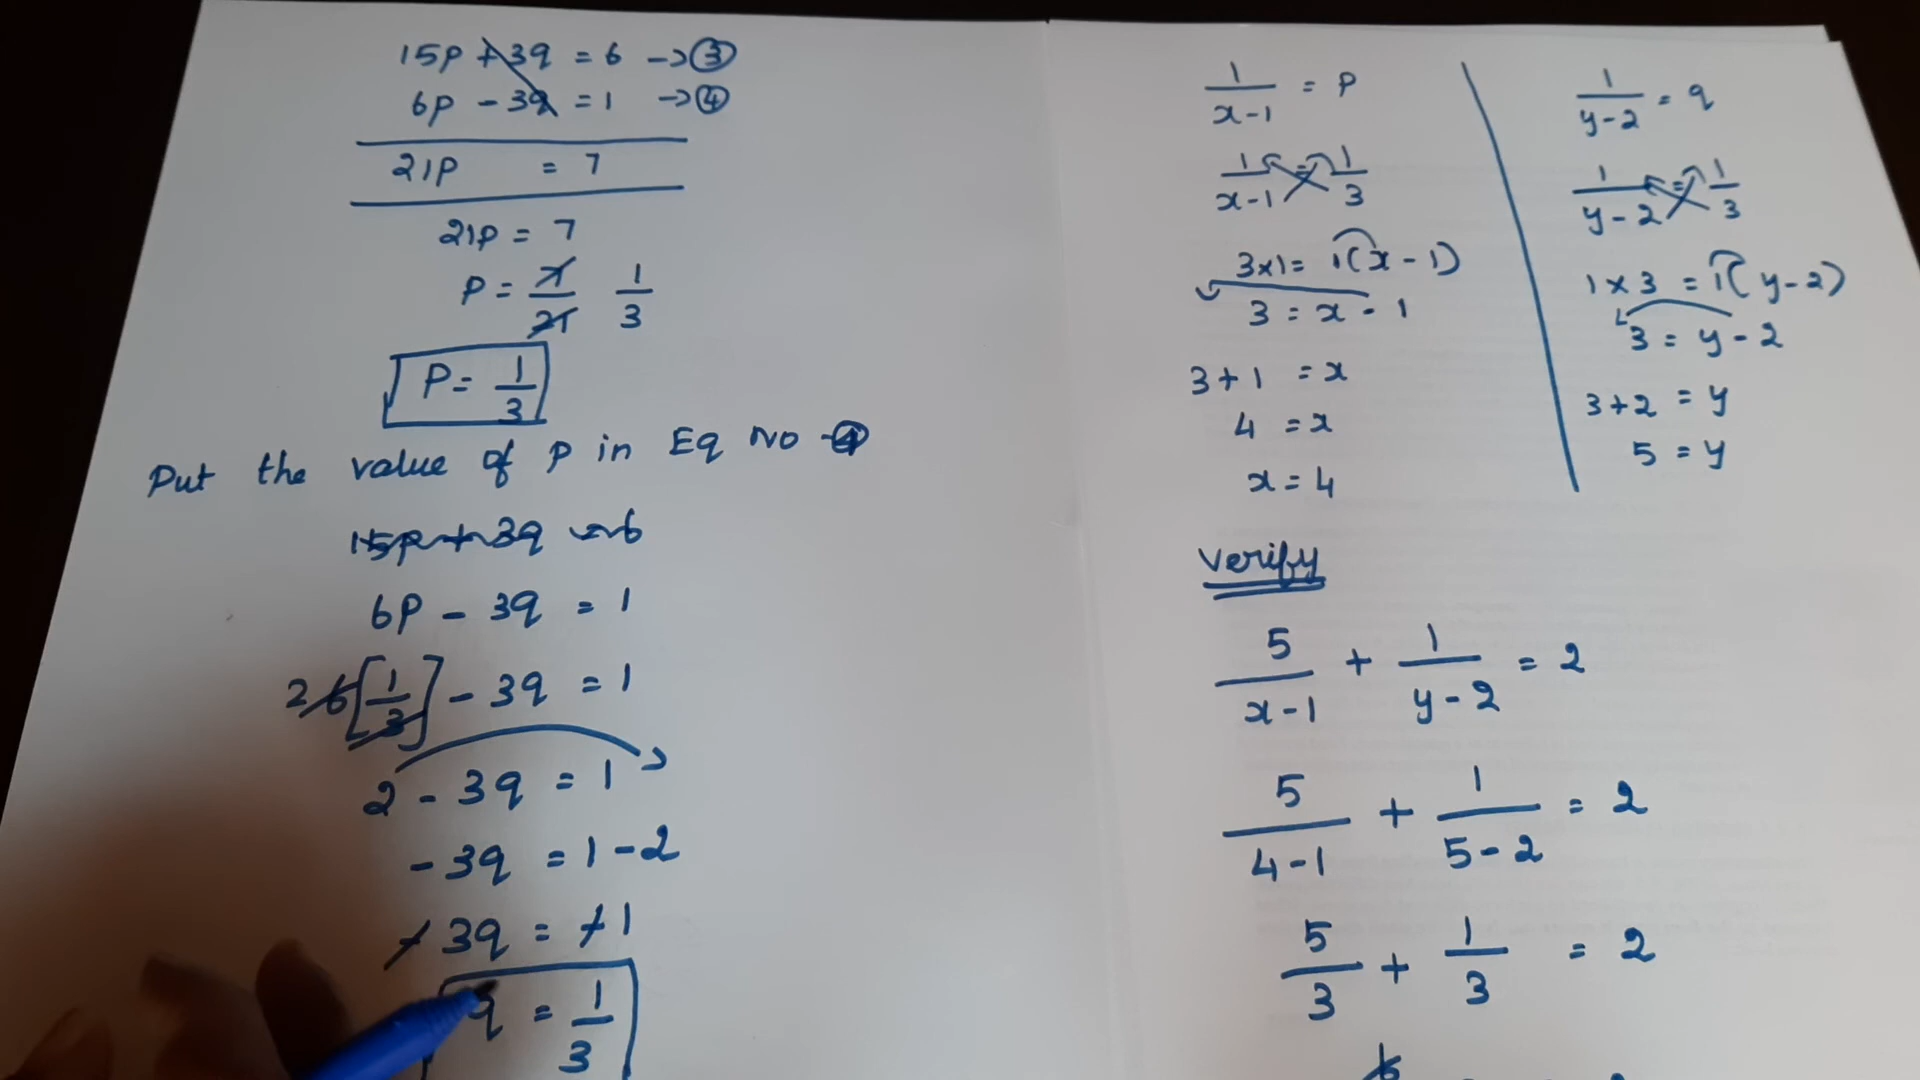 15p + 3q = 6 → ③
6p - 3q = 1 → ④
21p = 7
21p = 7
P = 7/21 1/3
P = 1/3
Put the value of p in Eq No - ④
15p + 3q = 6
6p - 3q = 1
2 6[1/3] - 3q = 1
2 - 3q = 1
-3q = 1 - 2
-3q = -1
q = 1/3
1/(x-1) = p
1/(x-1) = 1/3
3×1 = 1(x-1)
3 = x - 1
3+1 = x
4 = x
x = 4
1/(y-2) = q
1/(y-2) = 1/3
1×3 = 1(y-2)
3 = y - 2
3+2 = y
5 = y
Verify
5/(x-1) + 1/(y-2) = 2
5/(4-1) + 1/(5-2) = 2
5/3 + 1/3 = 2
6